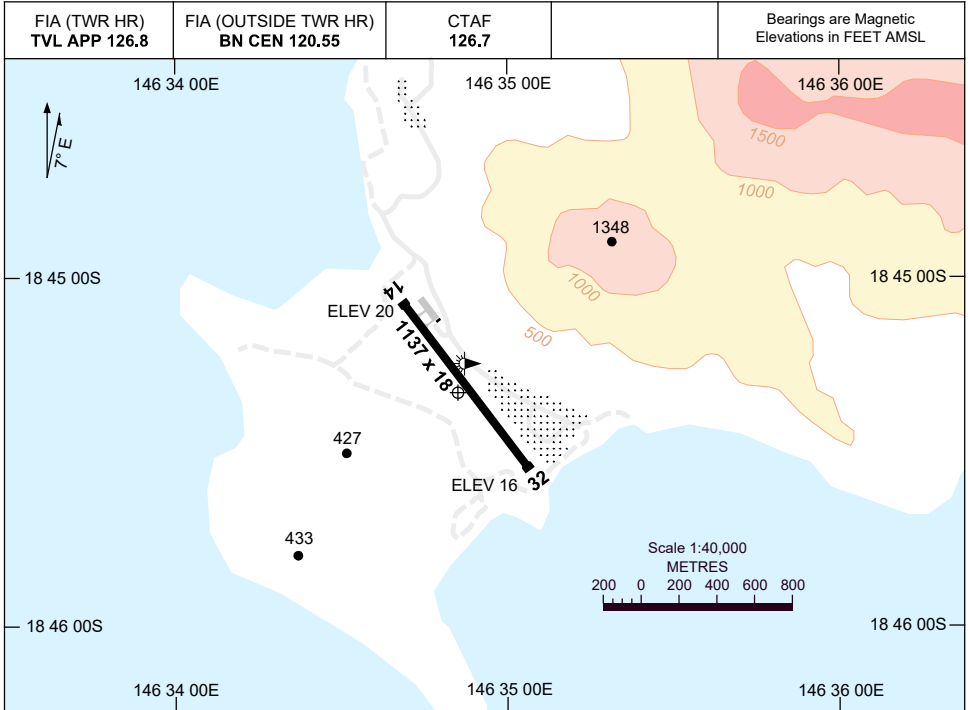 FIA (TWR HR)
TVL APP 126.8
FIA (OUTSIDE TWR HR)
BN CEN 120.55
CTAF
126.7
Bearings are Magnetic
Elevations in FEET AMSL
146 34 00E
146 35 00E
146 36 00E
7° E
1500
1000
1348
18 45 00S
18 45 00S
1000
14
ELEV 20
500
1137 x 18
427
ELEV 16
32
433
Scale 1:40,000
METRES
200 0 200 400 600 800
18 46 00S
18 46 00S
146 34 00E
146 35 00E
146 36 00E